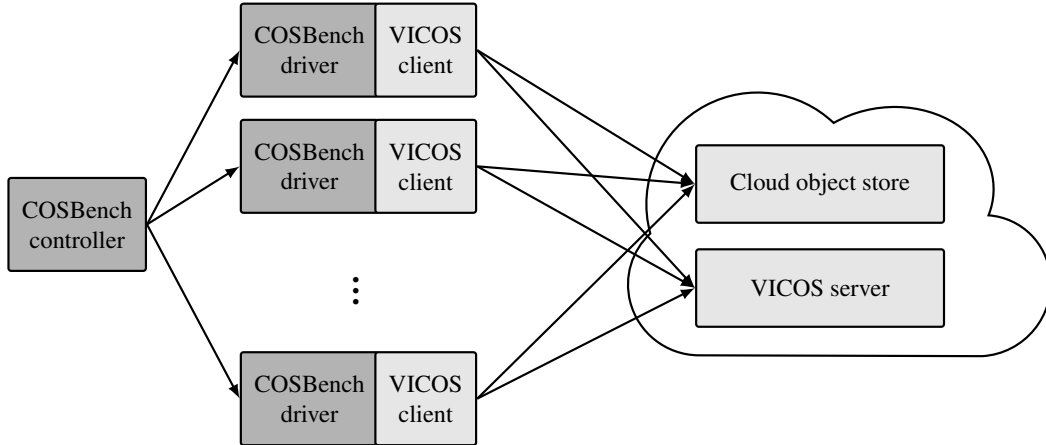 COSBench
driver
VICOS
client
COSBench
driver
VICOS
client
COSBench
controller
Cloud object store
VICOS server
COSBench
driver
VICOS
client